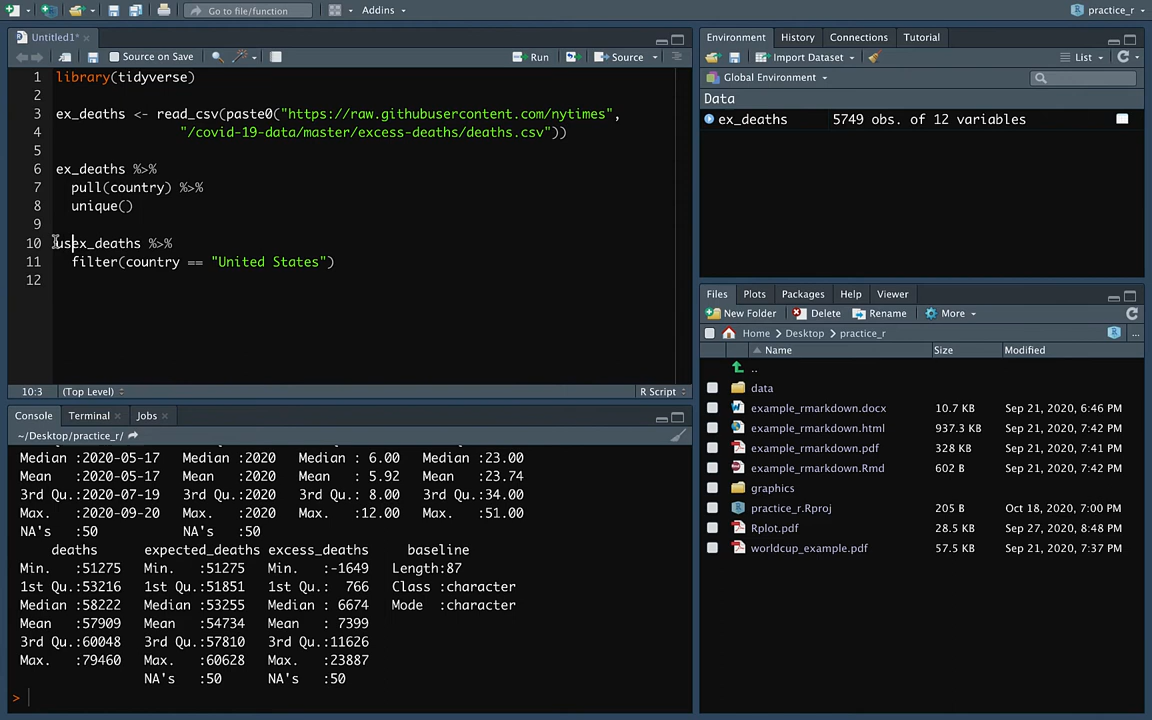 Go to file/function
Addins
practice_r
Untitled1*
Source on Save
Run
Source
1 library(tidyverse)
2
3 ex_deaths <- read_csv(paste0("https://raw.githubusercontent.com/nytimes",
4 "/covid-19-data/master/excess-deaths/deaths.csv"))
5
6 ex_deaths %>%
7 pull(country) %>%
8 unique()
9
10 usex_deaths %>%
11 filter(country == "United States")
12
10:3 (Top Level) R Script
Console Terminal Jobs
~/Desktop/practice_r/
Median :2020-05-17 Median :2020 Median : 6.00 Median :23.00
Mean :2020-05-17 Mean :2020 Mean : 5.92 Mean :23.74
3rd Qu.:2020-07-19 3rd Qu.:2020 3rd Qu.: 8.00 3rd Qu.:34.00
Max. :2020-09-20 Max. :2020 Max. :12.00 Max. :51.00
NA's :50 NA's :50
deaths expected_deaths excess_deaths baseline
Min. :51275 Min. :51275 Min. :-1649 Length:87
1st Qu.:53216 1st Qu.:51851 1st Qu.: 766 Class :character
Median :58222 Median :53255 Median : 6674 Mode :character
Mean :57909 Mean :54734 Mean : 7399
3rd Qu.:60048 3rd Qu.:57810 3rd Qu.:11626
Max. :79460 Max. :60628 Max. :23887
NA's :50 NA's :50
>
Environment History Connections Tutorial
Import Dataset List
Global Environment
Data
ex_deaths 5749 obs. of 12 variables
Files Plots Packages Help Viewer
New Folder Delete Rename More
Home Desktop practice_r ...
Name Size Modified
..
data
example_rmarkdown.docx 10.7 KB Sep 21, 2020, 6:46 PM
example_rmarkdown.html 937.3 KB Sep 21, 2020, 7:42 PM
example_rmarkdown.pdf 328 KB Sep 21, 2020, 7:41 PM
example_rmarkdown.Rmd 602 B Sep 21, 2020, 7:42 PM
graphics
practice_r.Rproj 205 B Oct 18, 2020, 7:00 PM
Rplot.pdf 28.5 KB Sep 27, 2020, 8:48 PM
worldcup_example.pdf 57.5 KB Sep 21, 2020, 7:37 PM